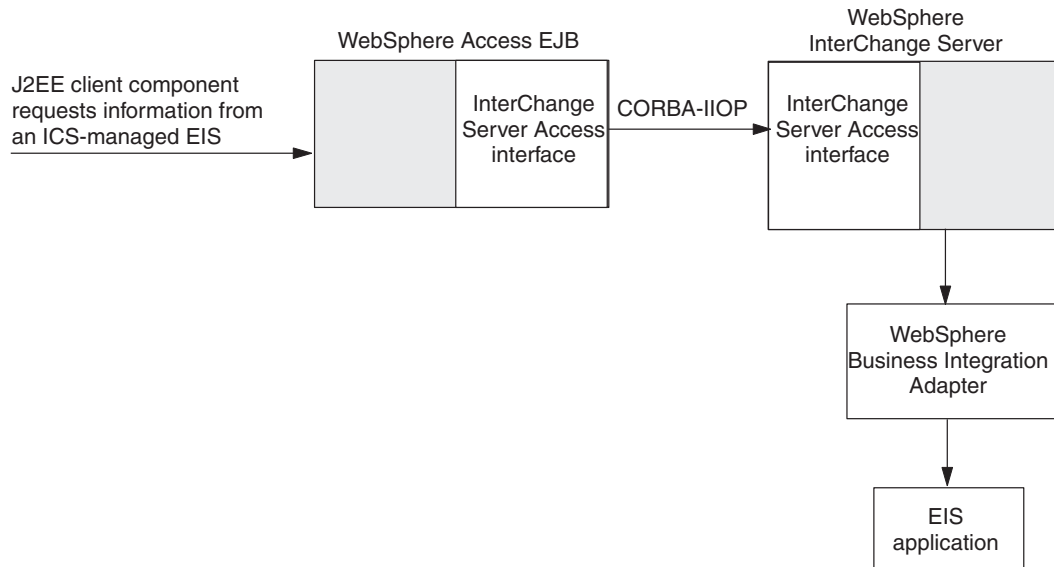 WebSphere Access EJB
WebSphere
InterChange Server
J2EE client component
requests information from
an ICS-managed EIS
InterChange
Server Access
interface
CORBA-IIOP
InterChange
Server Access
interface
WebSphere
Business Integration
Adapter
EIS
application